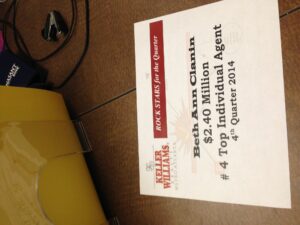 ROCK STARS for the Quarter
KELLER
WILLIAMS
Beth Ann Clanin
$2.40 Million
# 4 Top Individual Agent
4th Quarter 2014